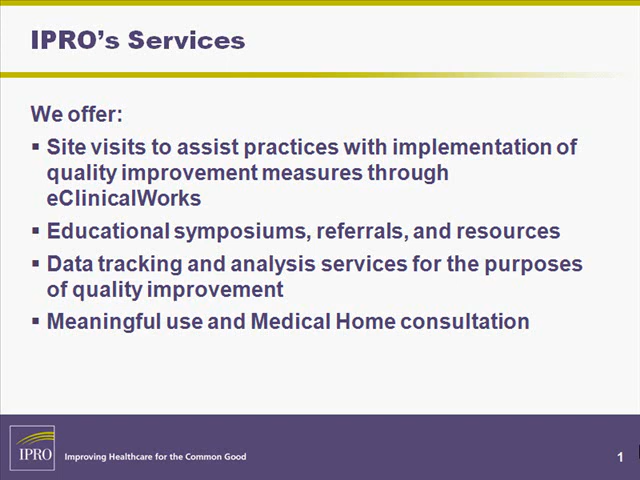 IPRO’s Services
We offer:
▪ Site visits to assist practices with implementation of
quality improvement measures through
eClinicalWorks
▪ Educational symposiums, referrals, and resources
▪ Data tracking and analysis services for the purposes
of quality improvement
▪ Meaningful use and Medical Home consultation
IPRO
Improving Healthcare for the Common Good
1